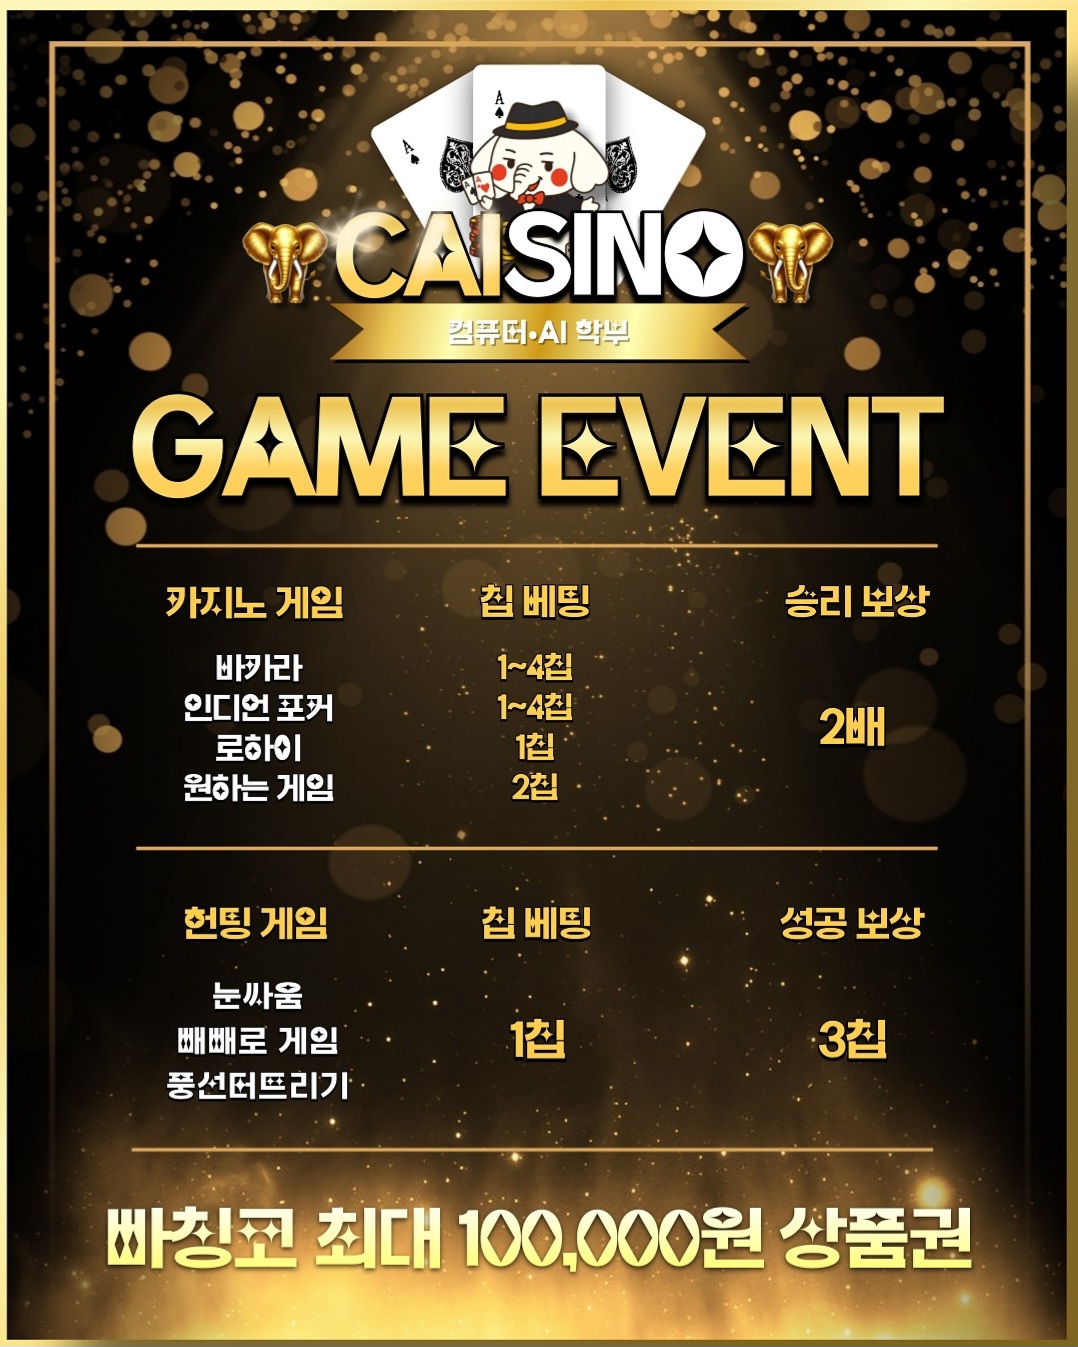 A
A
A
A
CAISINO
컴퓨터•AI 학부
GAME EVENT
카지노 게임 칩 베팅 승리 보상
바카라 1~4칩
인디언 포커 1~4칩
2배
로하이 1칩
원하는 게임 2칩
헌팅 게임 칩 베팅 성공 보상
눈싸움
빼빼로 게임 1칩 3칩
풍선터뜨리기
빠칭코 최대 100,000원 상품권